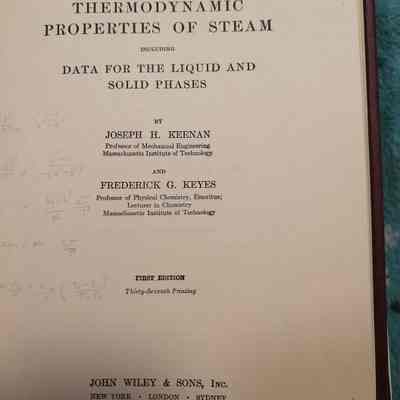 THERMODYNAMIC
PROPERTIES OF STEAM
INCLUDING
DATA FOR THE LIQUID AND
SOLID PHASES
BY
JOSEPH H. KEENAN
Professor of Mechanical Engineering
Massachusetts Institute of Technology
AND
FREDERICK G. KEYES
Professor of Physical Chemistry, Emeritus;
Lecturer in Chemistry
Massachusetts Institute of Technology
FIRST EDITION
Thirty-Seventh Printing
JOHN WILEY & SONS, INC.
NEW YORK · LONDON · SYDNEY